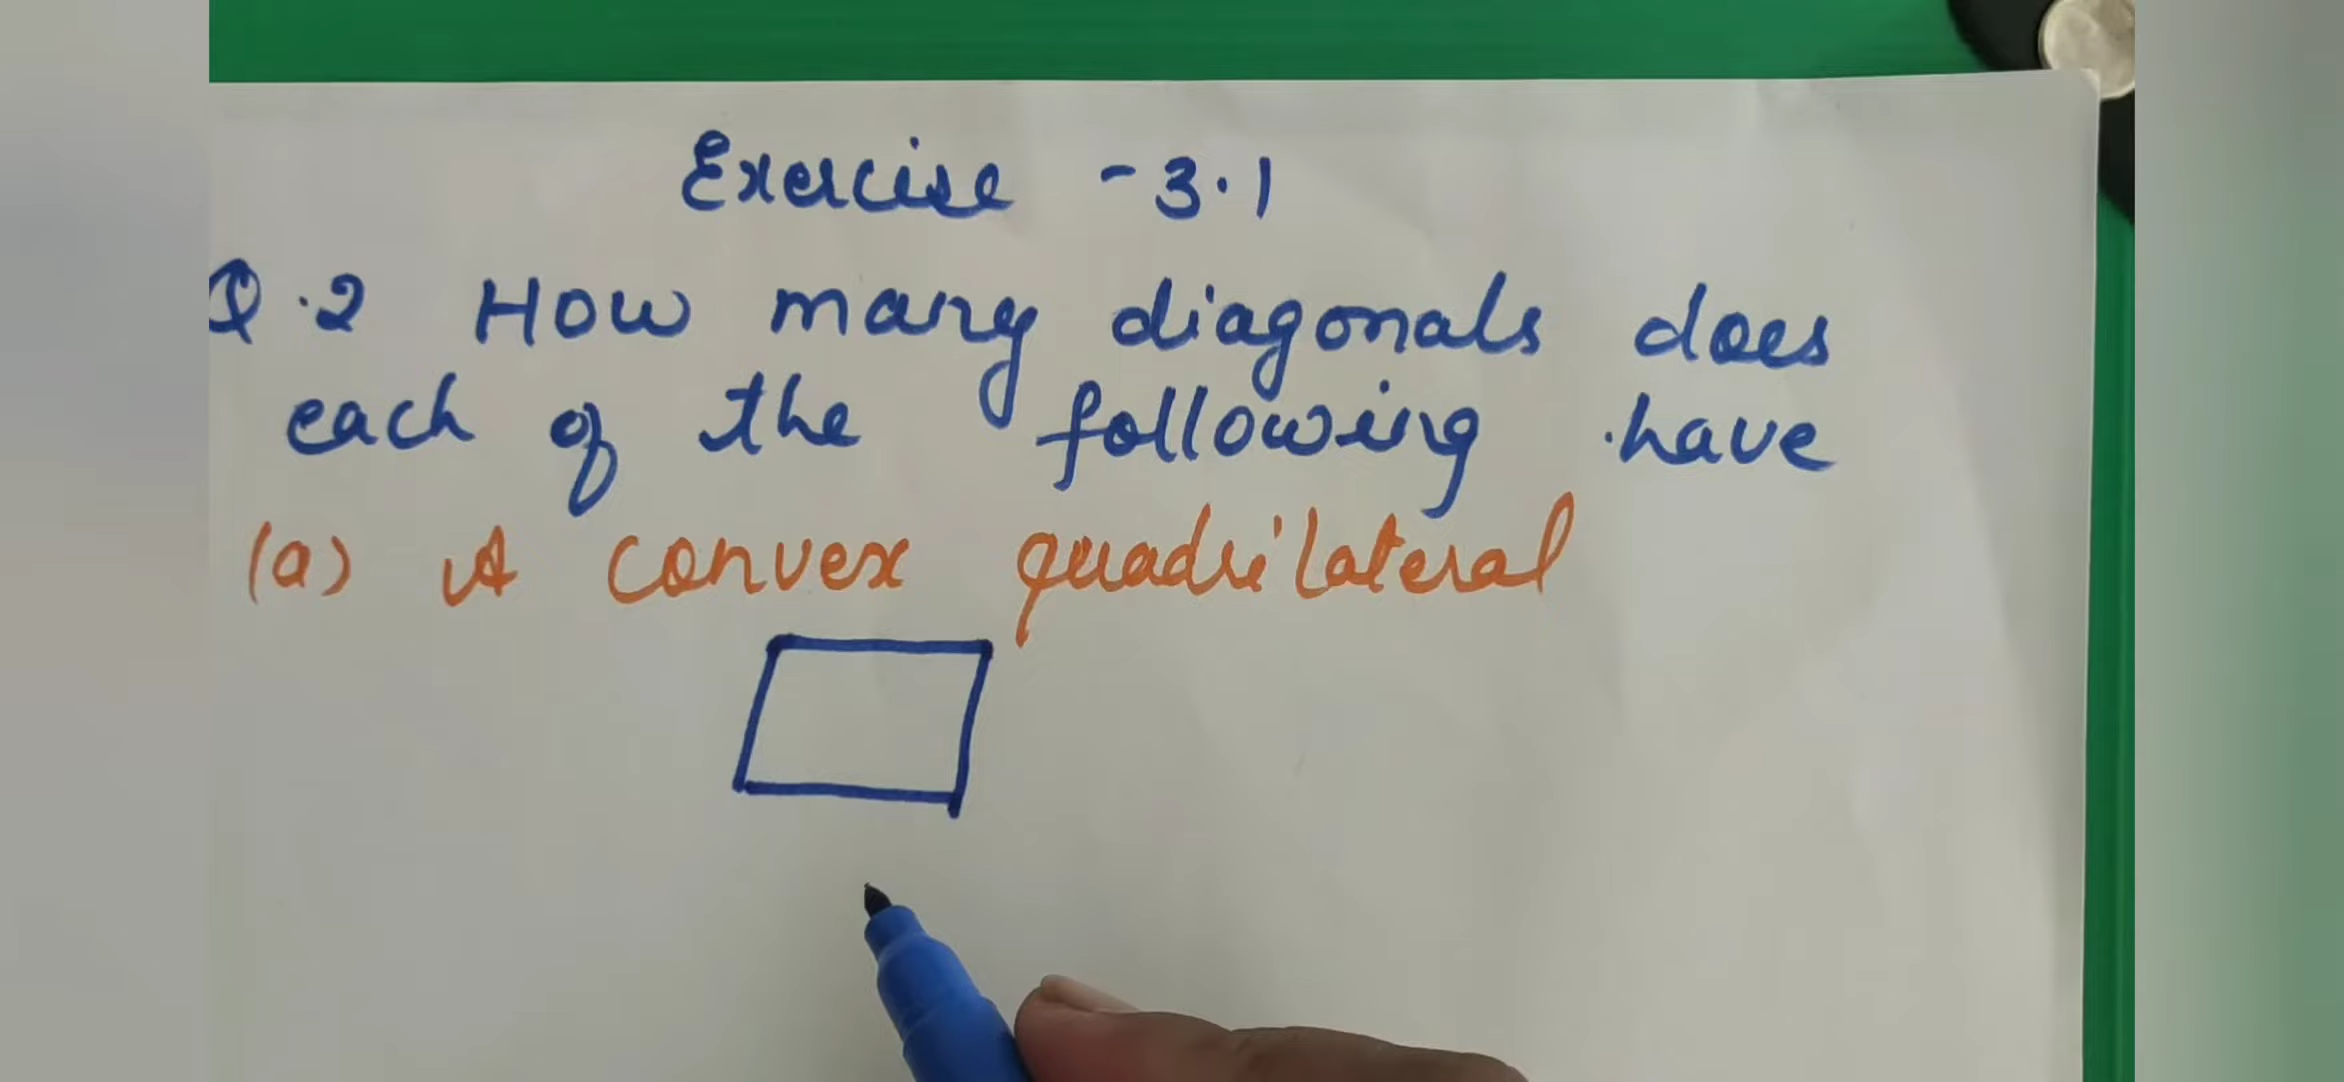 Exercise - 3.1
Q.2 How many diagonals does
each of the following have
(a) A convex quadrilateral